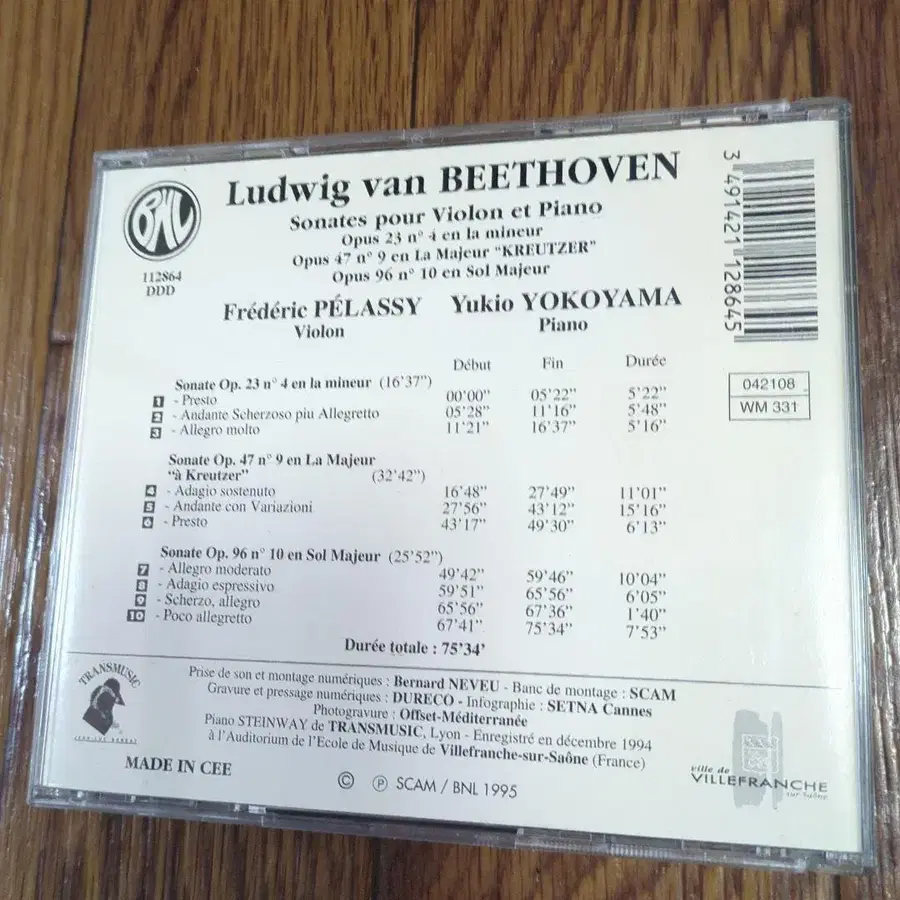 BNL
112864
DDD
Ludwig van BEETHOVEN
Sonates pour Violon et Piano
Opus 23 n° 4 en la mineur
Opus 47 n° 9 en La Majeur “KREUTZER”
Opus 96 n° 10 en Sol Majeur
Frédéric PÉLASSY Yukio YOKOYAMA
Violon Piano
3 491421 128645
042108
WM 331
Début Fin Durée
Sonate Op. 23 n° 4 en la mineur (16’37”)
1 - Presto 00’00” 05’22” 5’22”
2 - Andante Scherzoso piu Allegretto 05’28” 11’16” 5’48”
3 - Allegro molto 11’21” 16’37” 5’16”
Sonate Op. 47 n° 9 en La Majeur
“à Kreutzer” (32’42”)
4 - Adagio sostenuto 16’48” 27’49” 11’01”
5 - Andante con Variazioni 27’56” 43’12” 15’16”
6 - Presto 43’17” 49’30” 6’13”
Sonate Op. 96 n° 10 en Sol Majeur (25’52”)
7 - Allegro moderato 49’42” 59’46” 10’04”
8 - Adagio espressivo 59’51” 65’56” 6’05”
9 - Scherzo, allegro 65’56” 67’36” 1’40”
10 - Poco allegretto 67’41” 75’34” 7’53”
Durée totale : 75’34’
TRANSMUSIC
Prise de son et montage numériques : Bernard NEVEU - Banc de montage : SCAM
Gravure et pressage numériques : DURECO - Infographie : SETNA Cannes
Photogravure : Offset-Méditerranée
Piano STEINWAY de TRANSMUSIC, Lyon - Enregistré en décembre 1994
à l’Auditorium de l’Ecole de Musique de Villefranche-sur-Saône (France)
MADE IN CEE
© ℗ SCAM / BNL 1995
ville de
VILLEFRANCHE
sur Saône